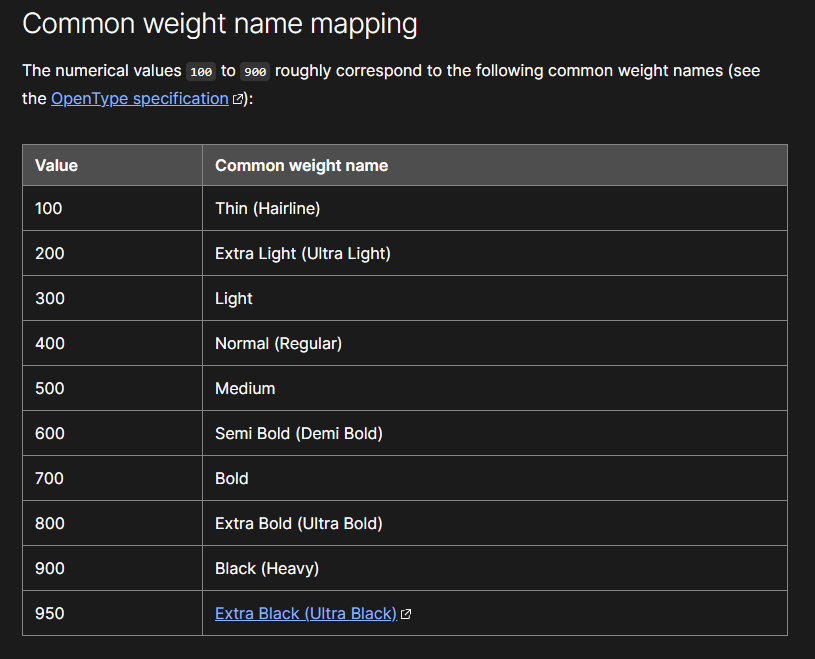 Common weight name mapping
The numerical values 100 to 900 roughly correspond to the following common weight names (see
the OpenType specification):
Value Common weight name
100 Thin (Hairline)
200 Extra Light (Ultra Light)
300 Light
400 Normal (Regular)
500 Medium
600 Semi Bold (Demi Bold)
700 Bold
800 Extra Bold (Ultra Bold)
900 Black (Heavy)
950 Extra Black (Ultra Black)